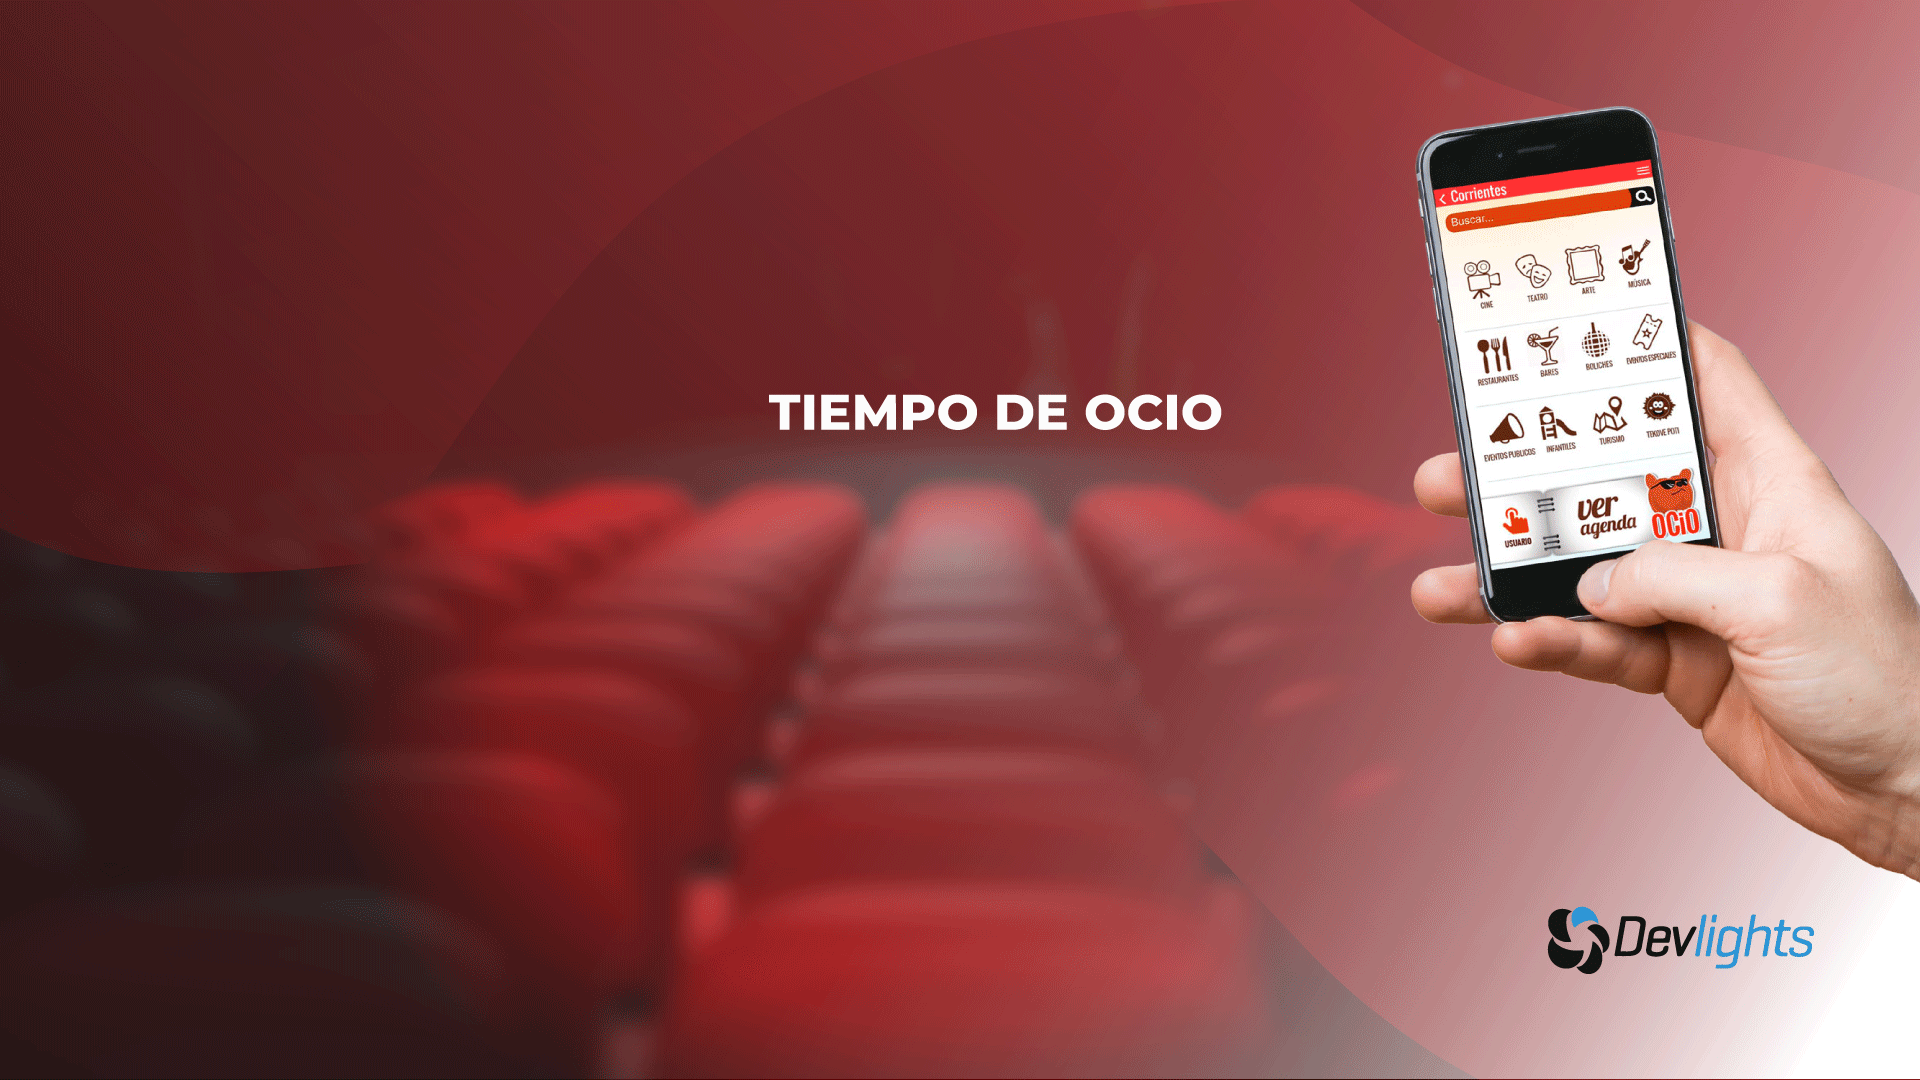 TIEMPO DE OCIO
Corrientes
Buscar...
CINE
TEATRO
ARTE
MÚSICA
RESTAURANTES
BARES
BOLICHES
EVENTOS ESPECIALES
EVENTOS PUBLICOS
INFANTILES
TURISMO
TEKOVE POTI
USUARIO
ver
agenda
OCiO
Devlights